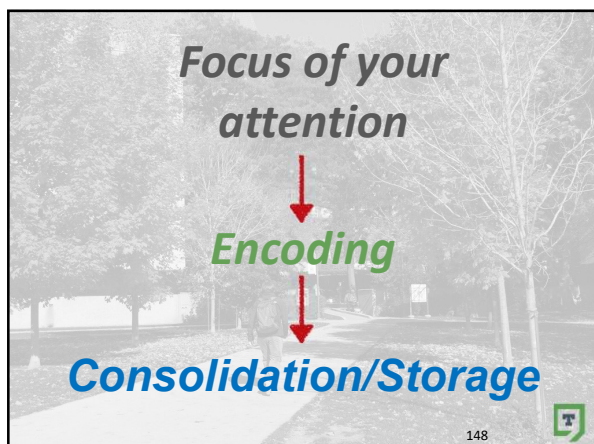 Focus of your
attention
Encoding
Consolidation/Storage
148
T